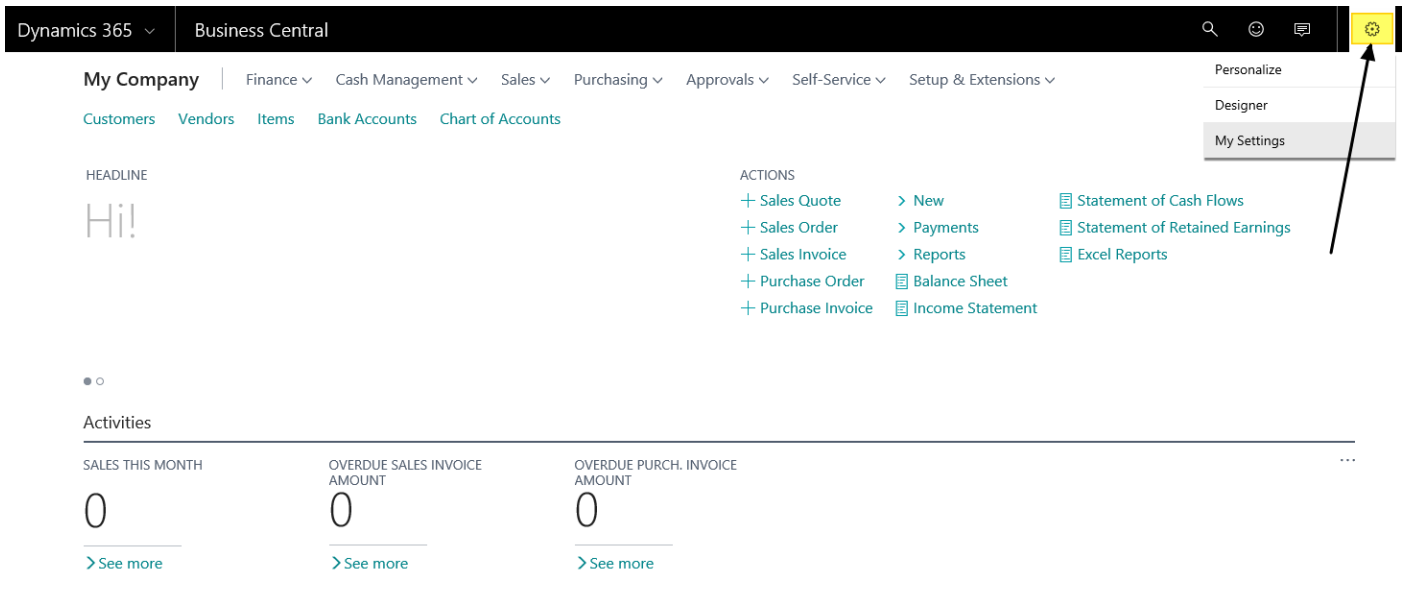 Dynamics 365 Business Central
My Company Finance Cash Management Sales Purchasing Approvals Self-Service Setup & Extensions
Personalize
Designer
My Settings
Customers Vendors Items Bank Accounts Chart of Accounts
HEADLINE
Hi!
ACTIONS
Sales Quote New Statement of Cash Flows
Sales Order Payments Statement of Retained Earnings
Sales Invoice Reports Excel Reports
Purchase Order Balance Sheet
Purchase Invoice Income Statement
Activities
SALES THIS MONTH
0
See more
OVERDUE SALES INVOICE
AMOUNT
0
See more
OVERDUE PURCH. INVOICE
AMOUNT
0
See more